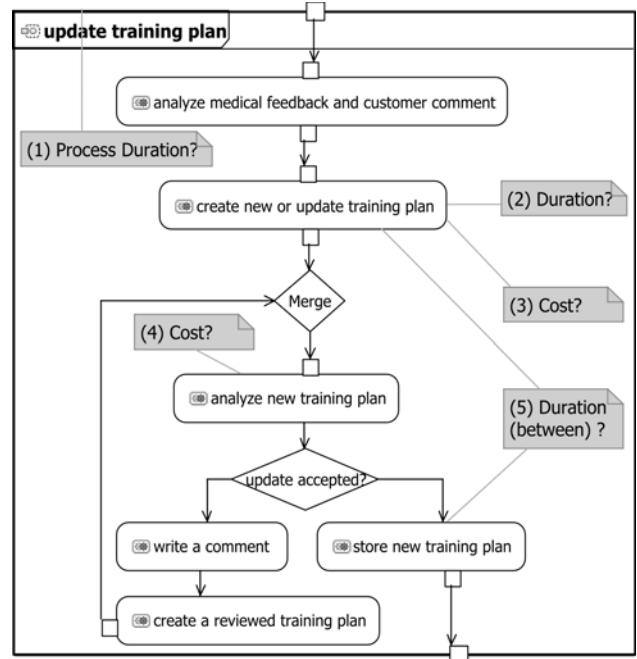 update training plan
analyze medical feedback and customer comment
(1) Process Duration?
create new or update training plan
(2) Duration?
Merge
(3) Cost?
(4) Cost?
analyze new training plan
(5) Duration
(between) ?
update accepted?
write a comment
store new training plan
create a reviewed training plan